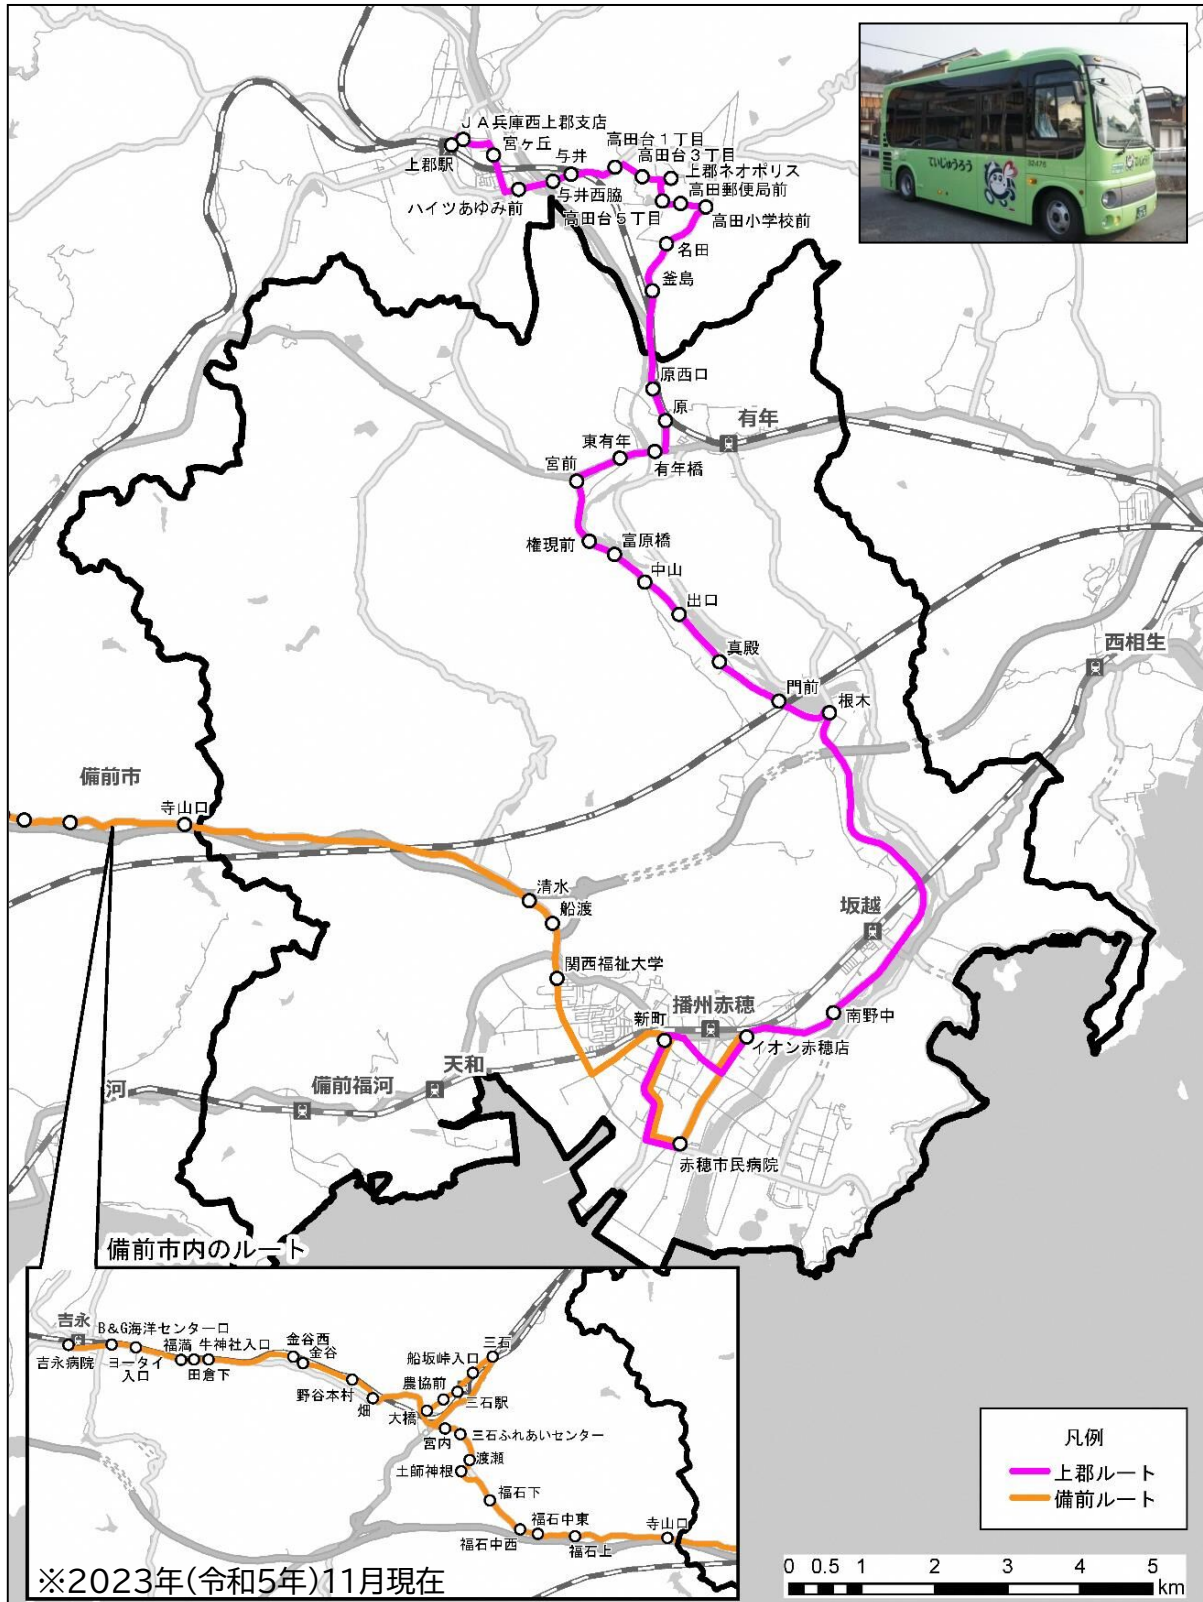 JA兵庫西上郡支店
上郡駅
宮ヶ丘
ハイツあゆみ前
与井
与井西脇
高田台1丁目
高田台3丁目
上郡ネオポリス
高田郵便局前
高田台5丁目
高田小学校前
名田
釜島
原西口
原
有年
東有年
有年橋
宮前
権現前
富原橋
中山
出口
真殿
門前
根木
西相生
備前市
寺山口
清水
船渡
関西福祉大学
坂越
播州赤穂
新町
南野中
イオン赤穂店
天和
備前福河
河
赤穂市民病院
ていじゅうろう
備前市内のルート
吉永
吉永病院
B&G海洋センター口
ヨータイ
入口
福満
田倉下
牛神社入口
金谷西
金谷
野谷本村
畑
三石
船坂峠入口
農協前
三石駅
大橋
宮内
三石ふれあいセンター
渡瀬
土師神根
福石下
福石中東
福石中西
福石上
寺山口
※2023年(令和5年)11月現在
凡例
上郡ルート
備前ルート
0 0.5 1 2 3 4 5
km